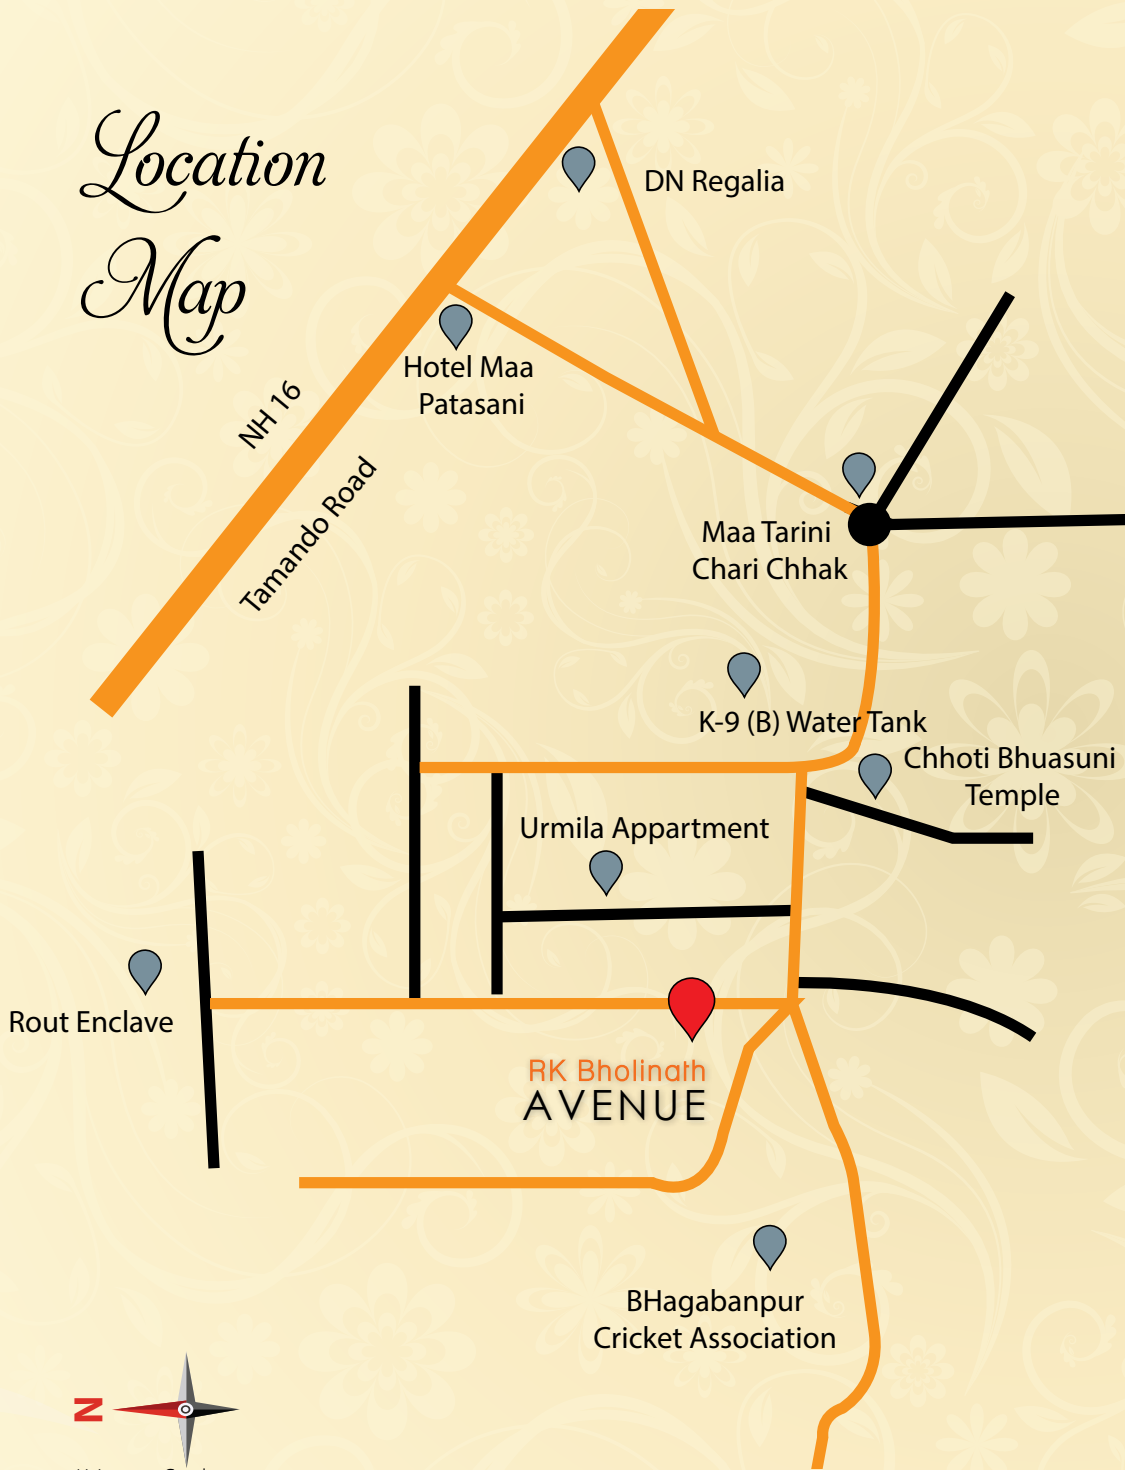 Location
Map
DN Regalia
Hotel Maa
Patasani
NH 16
Tamando Road
Maa Tarini
Chari Chhak
K-9 (B) Water Tank
Chhoti Bhuasuni
Temple
Urmila Appartment
Rout Enclave
RK Bholinath
AVENUE
BHagabanpur
Cricket Association
N